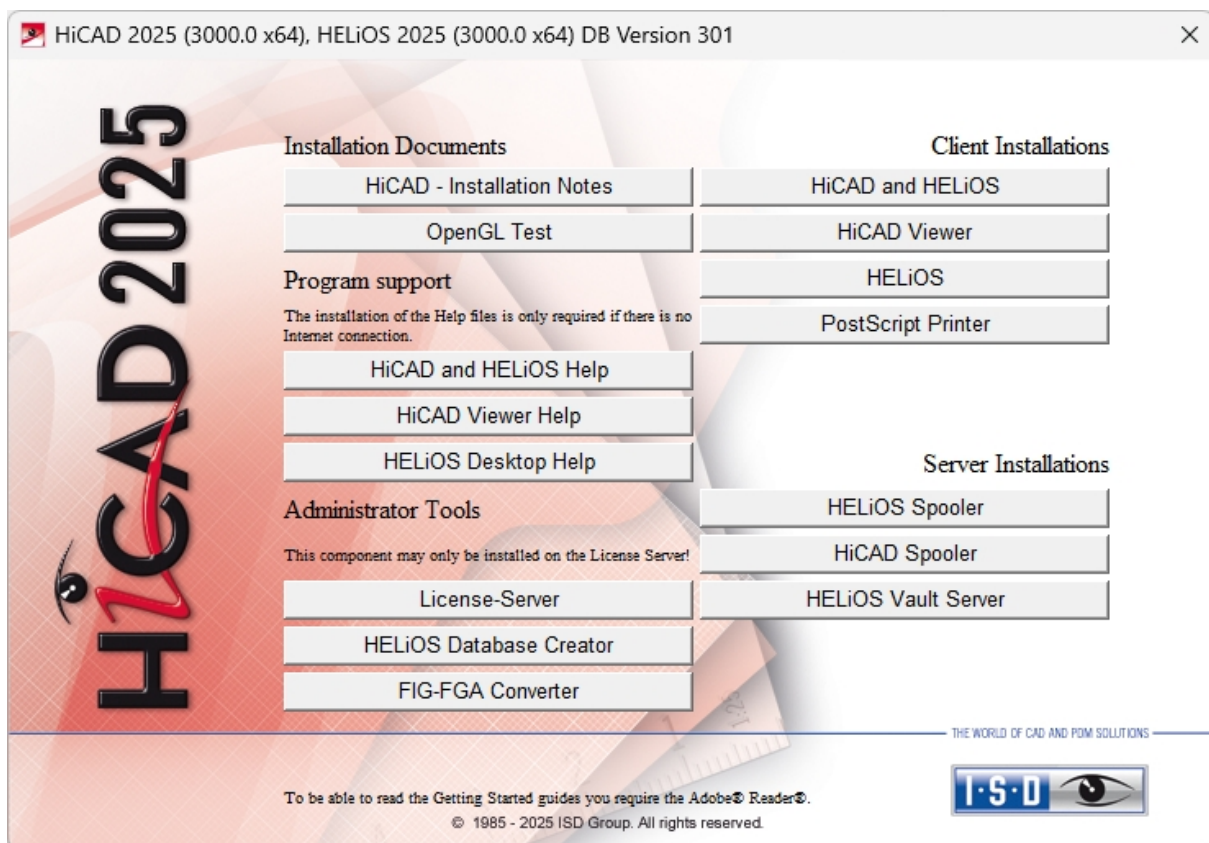 HiCAD 2025 (3000.0 x64), HELiOS 2025 (3000.0 x64) DB Version 301
HiCAD 2025
Installation Documents
HiCAD - Installation Notes
OpenGL Test
Program support
The installation of the Help files is only required if there is no
Internet connection.
HiCAD and HELiOS Help
HiCAD Viewer Help
HELiOS Desktop Help
Administrator Tools
This component may only be installed on the License Server!
License-Server
HELiOS Database Creator
FIG-FGA Converter
Client Installations
HiCAD and HELiOS
HiCAD Viewer
HELiOS
PostScript Printer
Server Installations
HELiOS Spooler
HiCAD Spooler
HELiOS Vault Server
THE WORLD OF CAD AND PDM SOLUTIONS
I·S·D
To be able to read the Getting Started guides you require the Adobe® Reader®.
© 1985 - 2025 ISD Group. All rights reserved.